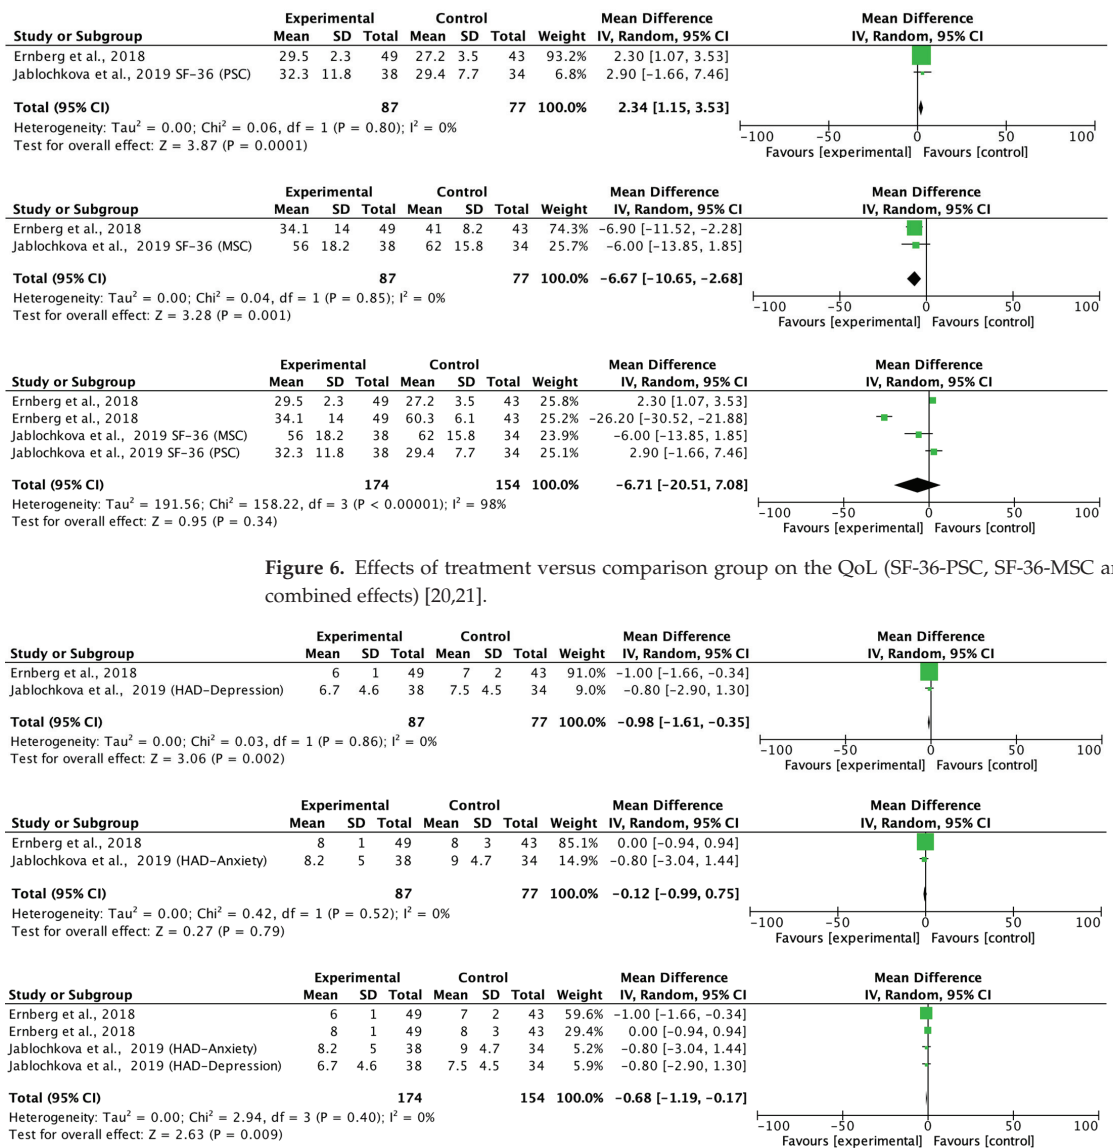 Experimental Control Mean Difference Mean Difference
Study or Subgroup Mean SD Total Mean SD Total Weight IV, Random, 95% CI IV, Random, 95% CI
Ernberg et al., 2018 29.5 2.3 49 27.2 3.5 43 93.2% 2.30 [1.07, 3.53]
Jablochkova et al., 2019 SF-36 (PSC) 32.3 11.8 38 29.4 7.7 34 6.8% 2.90 [-1.66, 7.46]
Total (95% CI) 87 77 100.0% 2.34 [1.15, 3.53]
Heterogeneity: Tau² = 0.00; Chi² = 0.06, df = 1 (P = 0.80); I² = 0%
Test for overall effect: Z = 3.87 (P = 0.0001)
-100 -50 0 50 100
Favours [experimental] Favours [control]
Experimental Control Mean Difference Mean Difference
Study or Subgroup Mean SD Total Mean SD Total Weight IV, Random, 95% CI IV, Random, 95% CI
Ernberg et al., 2018 34.1 14 49 41 8.2 43 74.3% -6.90 [-11.52, -2.28]
Jablochkova et al., 2019 SF-36 (MSC) 56 18.2 38 62 15.8 34 25.7% -6.00 [-13.85, 1.85]
Total (95% CI) 87 77 100.0% -6.67 [-10.65, -2.68]
Heterogeneity: Tau² = 0.00; Chi² = 0.04, df = 1 (P = 0.85); I² = 0%
Test for overall effect: Z = 3.28 (P = 0.001)
-100 -50 0 50 100
Favours [experimental] Favours [control]
Experimental Control Mean Difference Mean Difference
Study or Subgroup Mean SD Total Mean SD Total Weight IV, Random, 95% CI IV, Random, 95% CI
Ernberg et al., 2018 29.5 2.3 49 27.2 3.5 43 25.8% 2.30 [1.07, 3.53]
Ernberg et al., 2018 34.1 14 49 60.3 6.1 43 25.2% -26.20 [-30.52, -21.88]
Jablochkova et al., 2019 SF-36 (MSC) 56 18.2 38 62 15.8 34 23.9% -6.00 [-13.85, 1.85]
Jablochkova et al., 2019 SF-36 (PSC) 32.3 11.8 38 29.4 7.7 34 25.1% 2.90 [-1.66, 7.46]
Total (95% CI) 174 154 100.0% -6.71 [-20.51, 7.08]
Heterogeneity: Tau² = 191.56; Chi² = 158.22, df = 3 (P < 0.00001); I² = 98%
Test for overall effect: Z = 0.95 (P = 0.34)
-100 -50 0 50 100
Favours [experimental] Favours [control]
Figure 6. Effects of treatment versus comparison group on the QoL (SF-36-PSC, SF-36-MSC
combined effects) [20,21].
Experimental Control Mean Difference Mean Difference
Study or Subgroup Mean SD Total Mean SD Total Weight IV, Random, 95% CI IV, Random, 95% CI
Ernberg et al., 2018 6 1 49 7 2 43 91.0% -1.00 [-1.66, -0.34]
Jablochkova et al., 2019 (HAD-Depression) 6.7 4.6 38 7.5 4.5 34 9.0% -0.80 [-2.90, 1.30]
Total (95% CI) 87 77 100.0% -0.98 [-1.61, -0.35]
Heterogeneity: Tau² = 0.00; Chi² = 0.03, df = 1 (P = 0.86); I² = 0%
Test for overall effect: Z = 3.06 (P = 0.002)
-100 -50 0 50 100
Favours [experimental] Favours [control]
Experimental Control Mean Difference Mean Difference
Study or Subgroup Mean SD Total Mean SD Total Weight IV, Random, 95% CI IV, Random, 95% CI
Ernberg et al., 2018 8 1 49 8 3 43 85.1% 0.00 [-0.94, 0.94]
Jablochkova et al., 2019 (HAD-Anxiety) 8.2 5 38 9 4.7 34 14.9% -0.80 [-3.04, 1.44]
Total (95% CI) 87 77 100.0% -0.12 [-0.99, 0.75]
Heterogeneity: Tau² = 0.00; Chi² = 0.42, df = 1 (P = 0.52); I² = 0%
Test for overall effect: Z = 0.27 (P = 0.79)
-100 -50 0 50 100
Favours [experimental] Favours [control]
Experimental Control Mean Difference Mean Difference
Study or Subgroup Mean SD Total Mean SD Total Weight IV, Random, 95% CI IV, Random, 95% CI
Ernberg et al., 2018 6 1 49 7 2 43 59.6% -1.00 [-1.66, -0.34]
Ernberg et al., 2018 8 1 49 8 3 43 29.4% 0.00 [-0.94, 0.94]
Jablochkova et al., 2019 (HAD-Anxiety) 8.2 5 38 9 4.7 34 5.2% -0.80 [-3.04, 1.44]
Jablochkova et al., 2019 (HAD-Depression) 6.7 4.6 38 7.5 4.5 34 5.9% -0.80 [-2.90, 1.30]
Total (95% CI) 174 154 100.0% -0.68 [-1.19, -0.17]
Heterogeneity: Tau² = 0.00; Chi² = 2.94, df = 3 (P = 0.40); I² = 0%
Test for overall effect: Z = 2.63 (P = 0.009)
-100 -50 0 50 100
Favours [experimental] Favours [control]